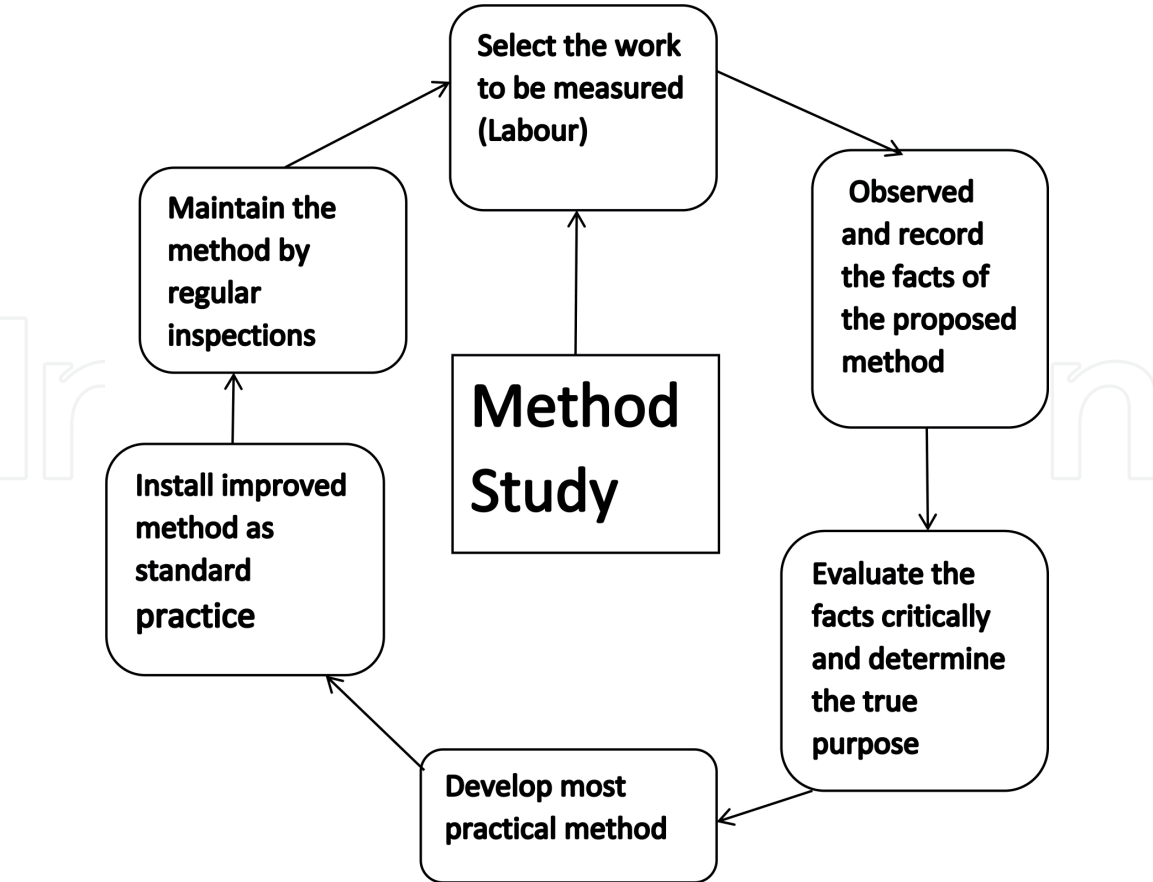 Select the work
to be measured
(Labour)
Observed
and record
the facts of
the proposed
method
Evaluate the
facts critically
and determine
the true
purpose
Develop most
practical method
Install improved
method as
standard
practice
Maintain the
method by
regular
inspections
Method
Study